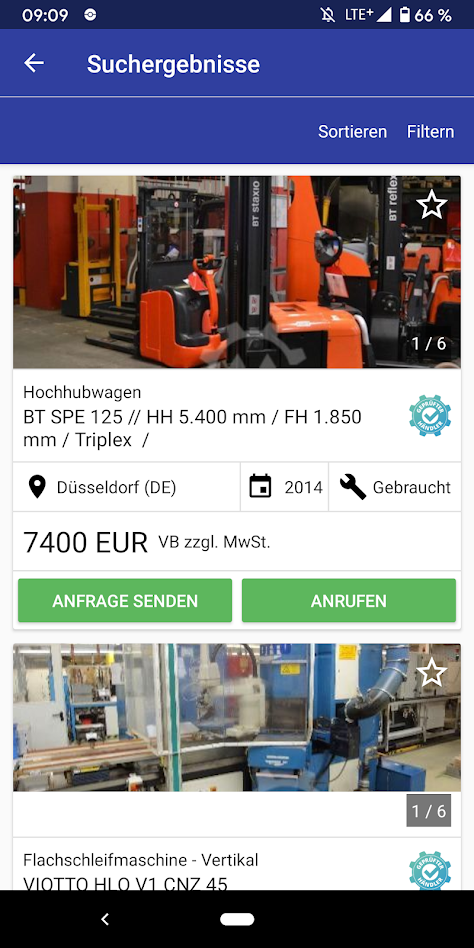 09:09 LTE+ 66 %
Suchergebnisse
Sortieren Filtern
BT staxio
BT reflex
1 / 6
Hochhubwagen
BT SPE 125 // HH 5.400 mm / FH 1.850
mm / Triplex /
GEPRÜFTER
HÄNDLER
Düsseldorf (DE) 2014 Gebraucht
7400 EUR VB zzgl. MwSt.
ANFRAGE SENDEN ANRUFEN
1 / 6
Flachschleifmaschine - Vertikal
VIOTTO HLO V1 CNZ 45
GEPRÜFTER
HÄNDLER